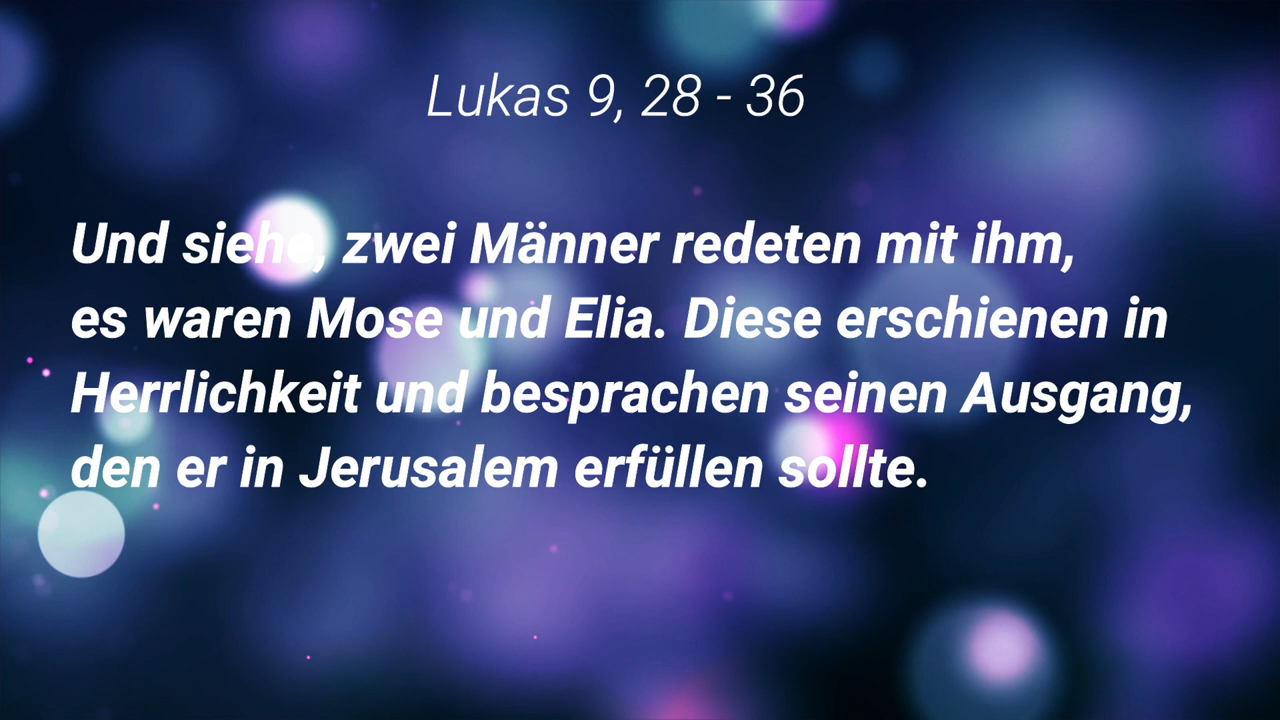 Lukas 9, 28 - 36
Und siehe, zwei Männer redeten mit ihm,
es waren Mose und Elia. Diese erschienen in
Herrlichkeit und besprachen seinen Ausgang,
den er in Jerusalem erfüllen sollte.